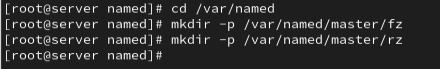 [root@server named]# cd /var/named
[root@server named]# mkdir -p /var/named/master/fz
[root@server named]# mkdir -p /var/named/master/rz
[root@server named]#